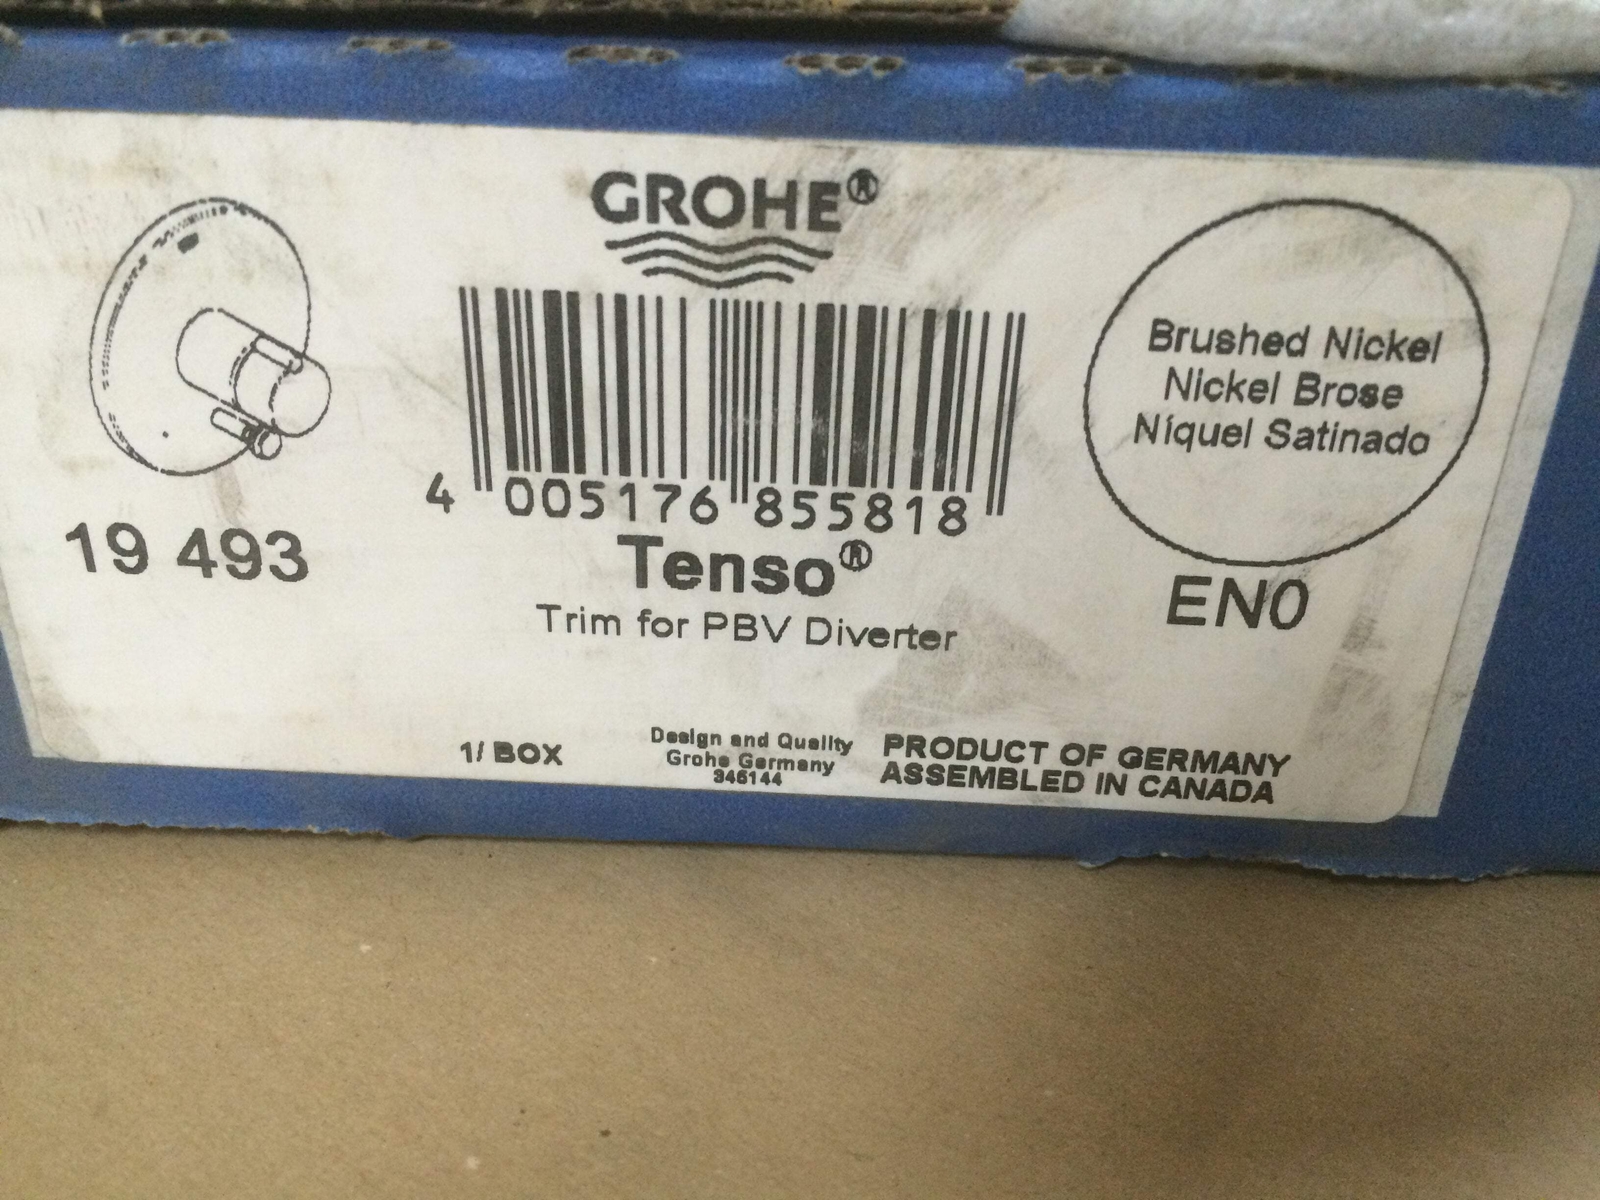 GROHE®
4 005176 855818
19 493
Tenso®
Trim for PBV Diverter
Brushed Nickel
Nickel Brose
Níquel Satinado
EN0
1/ BOX
Design and Quality
Grohe Germany
346144
PRODUCT OF GERMANY
ASSEMBLED IN CANADA